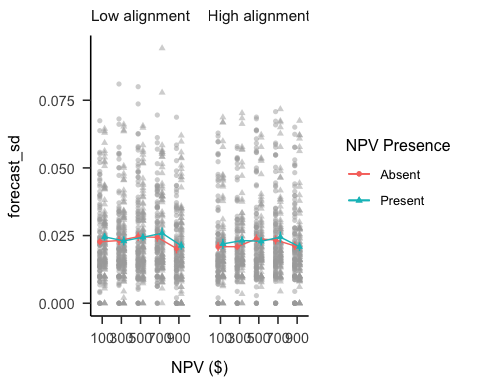 Low alignment High alignment
0.075
0.050
0.025
0.000
forecast_sd
100 300 500 700 900 100 300 500 700 900
NPV ($)
NPV Presence
Absent
Present